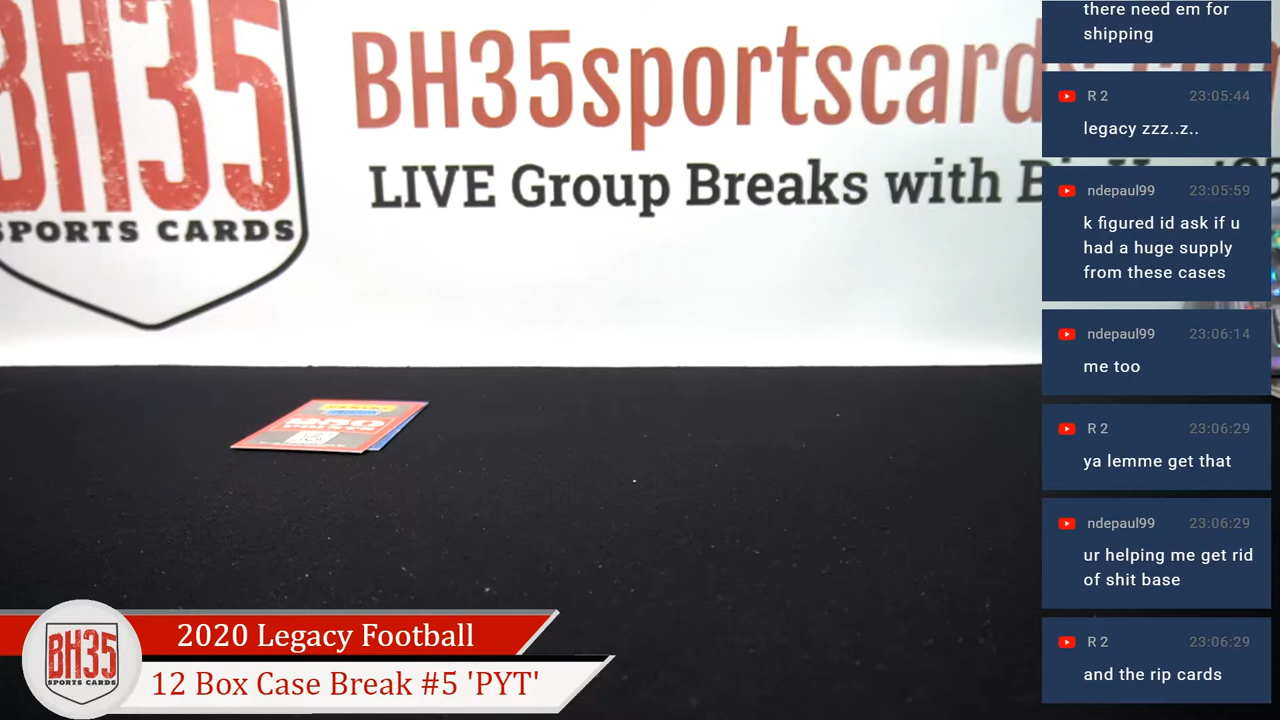 BH35
SPORTS CARDS
BH35sportscards.com
LIVE Group Breaks with
there need em for
shipping
R 2 23:05:44
legacy zzz..z..
ndepaul99 23:05:59
k figured id ask if u
had a huge supply
from these cases
ndepaul99 23:06:14
me too
R 2 23:06:29
ya lemme get that
ndepaul99 23:06:29
ur helping me get rid
of shit base
R 2 23:06:29
and the rip cards
PANINI
BH35
SPORTS CARDS
2020 Legacy Football
12 Box Case Break #5 'PYT'